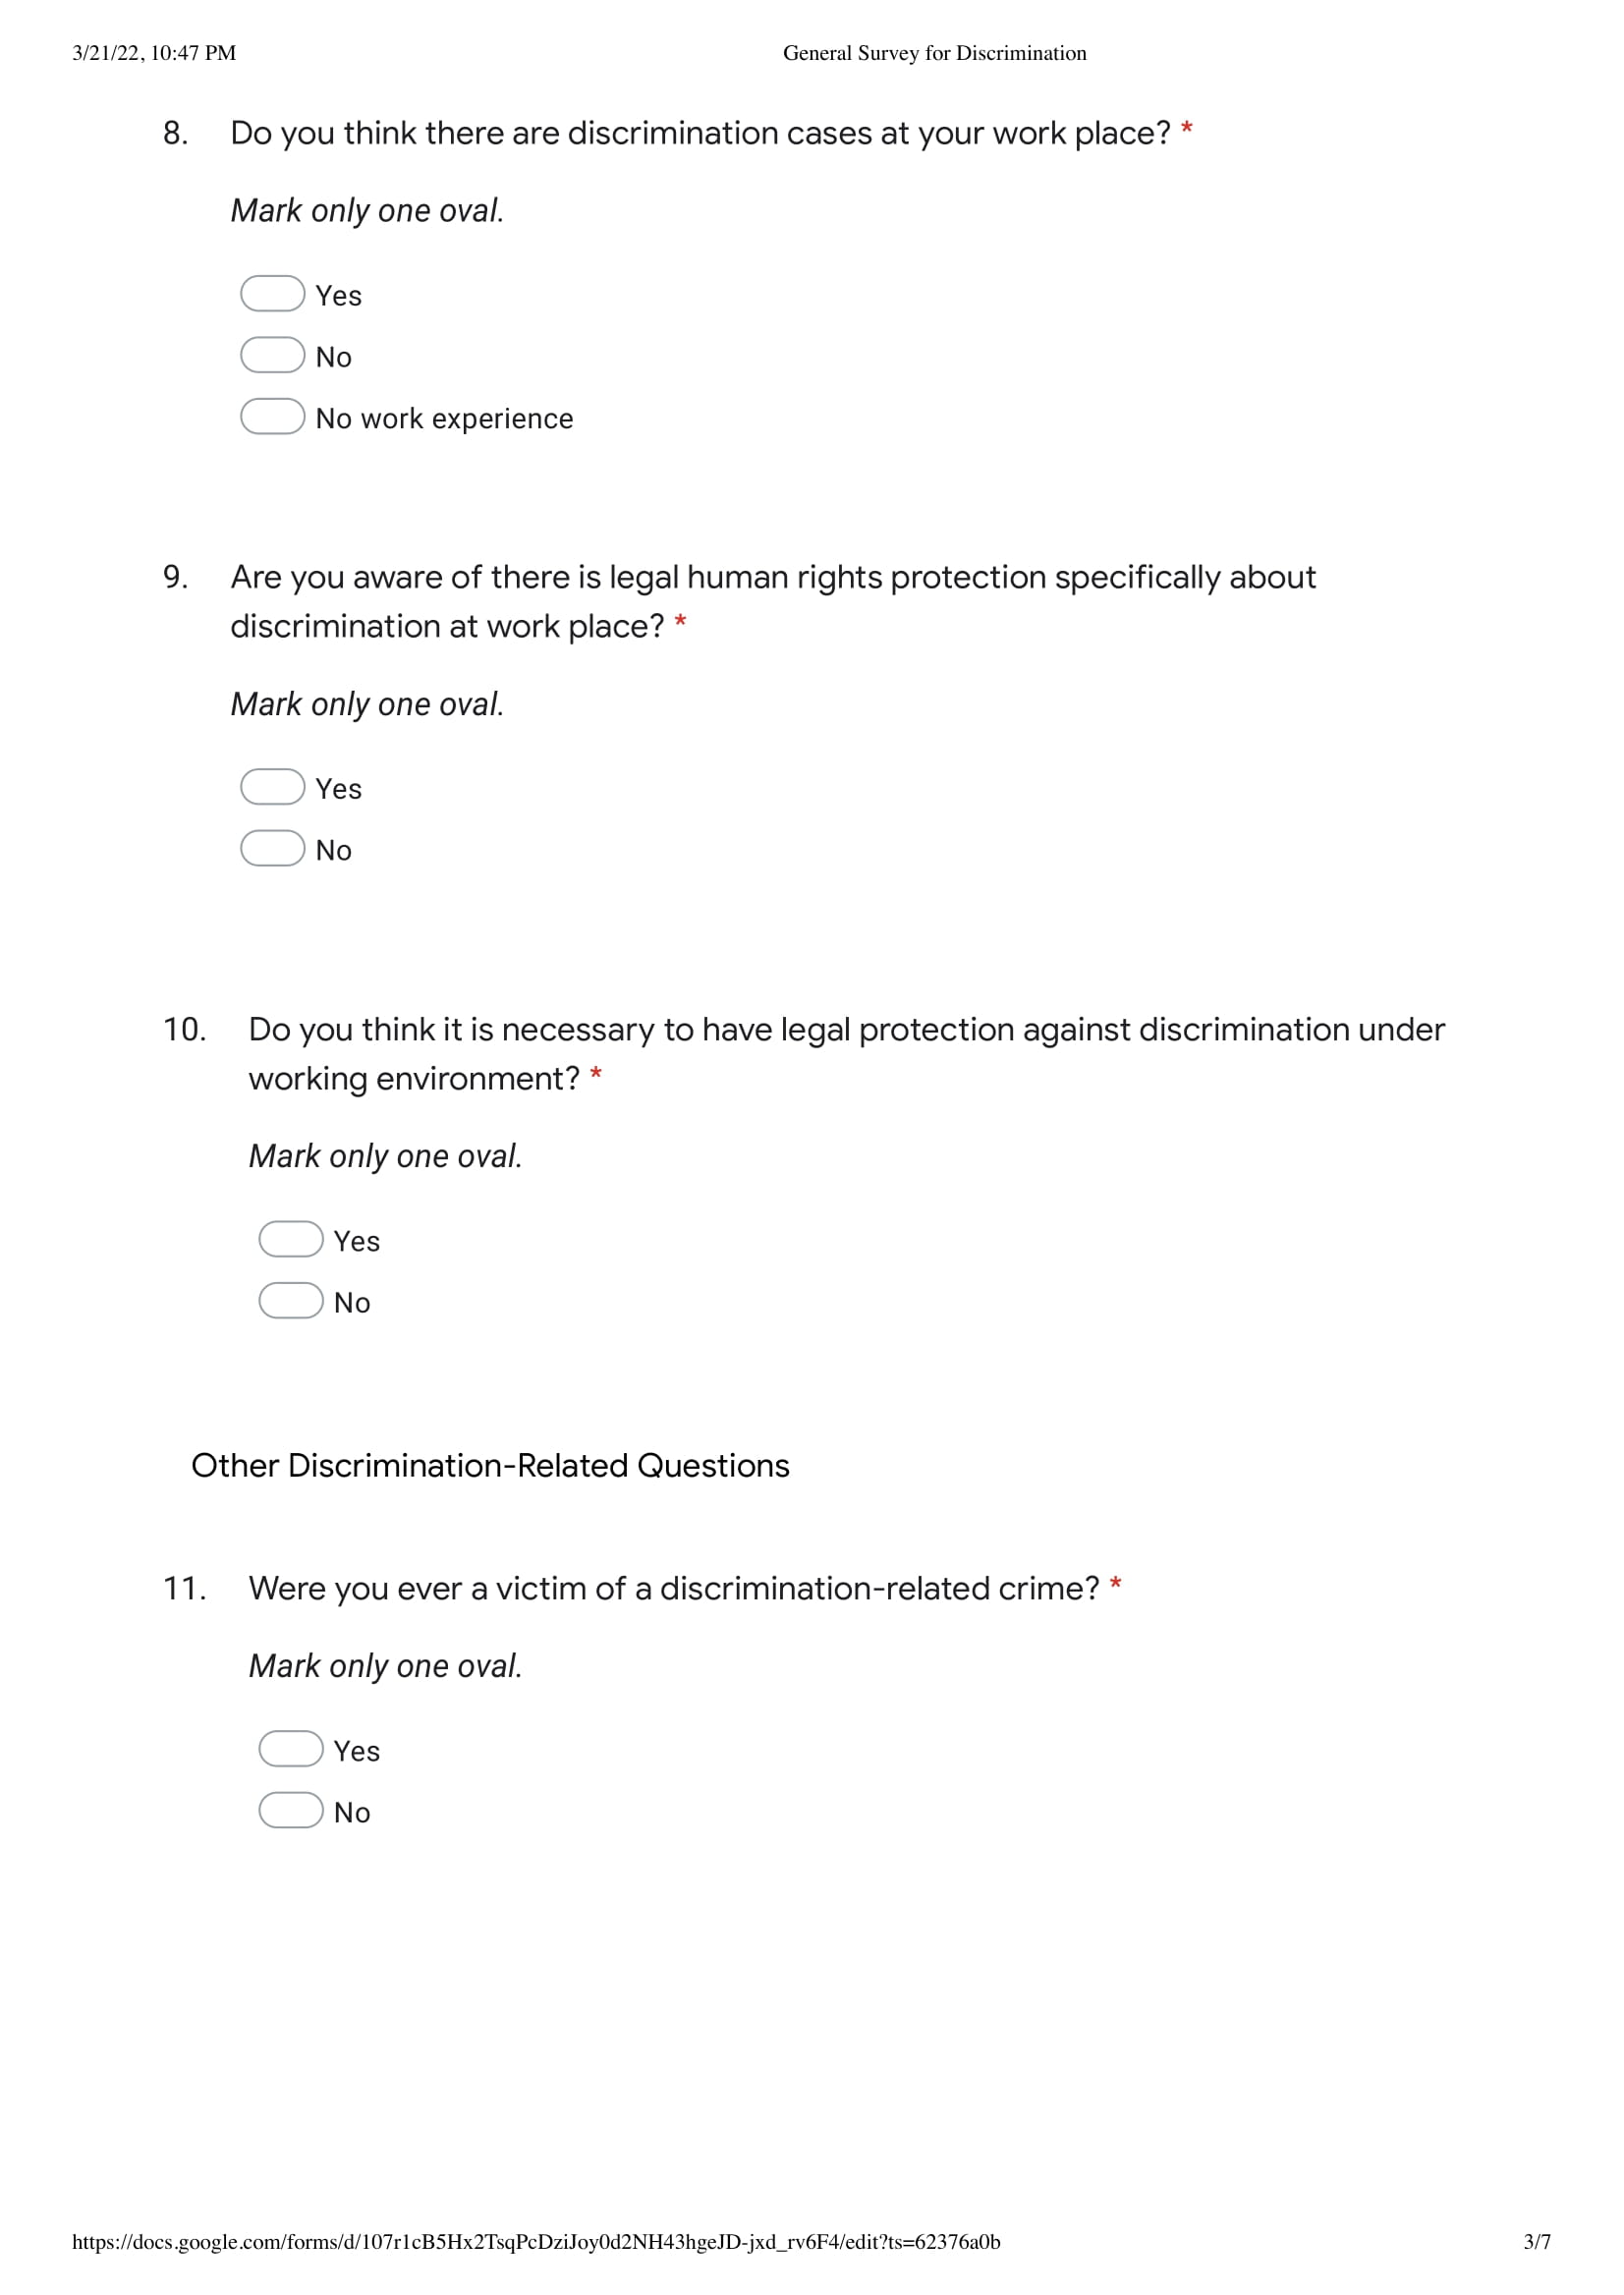 3/21/22, 10:47 PM General Survey for Discrimination
8. Do you think there are discrimination cases at your work place? *
Mark only one oval.
Yes
No
No work experience
9. Are you aware of there is legal human rights protection specifically about
discrimination at work place? *
Mark only one oval.
Yes
No
10. Do you think it is necessary to have legal protection against discrimination under
working environment? *
Mark only one oval.
Yes
No
Other Discrimination-Related Questions
11. Were you ever a victim of a discrimination-related crime? *
Mark only one oval.
Yes
No
https://docs.google.com/forms/d/107r1cB5Hx2TsqPcDziJoy0d2NH43hgeJD-jxd_rv6F4/edit?ts=62376a0b 3/7